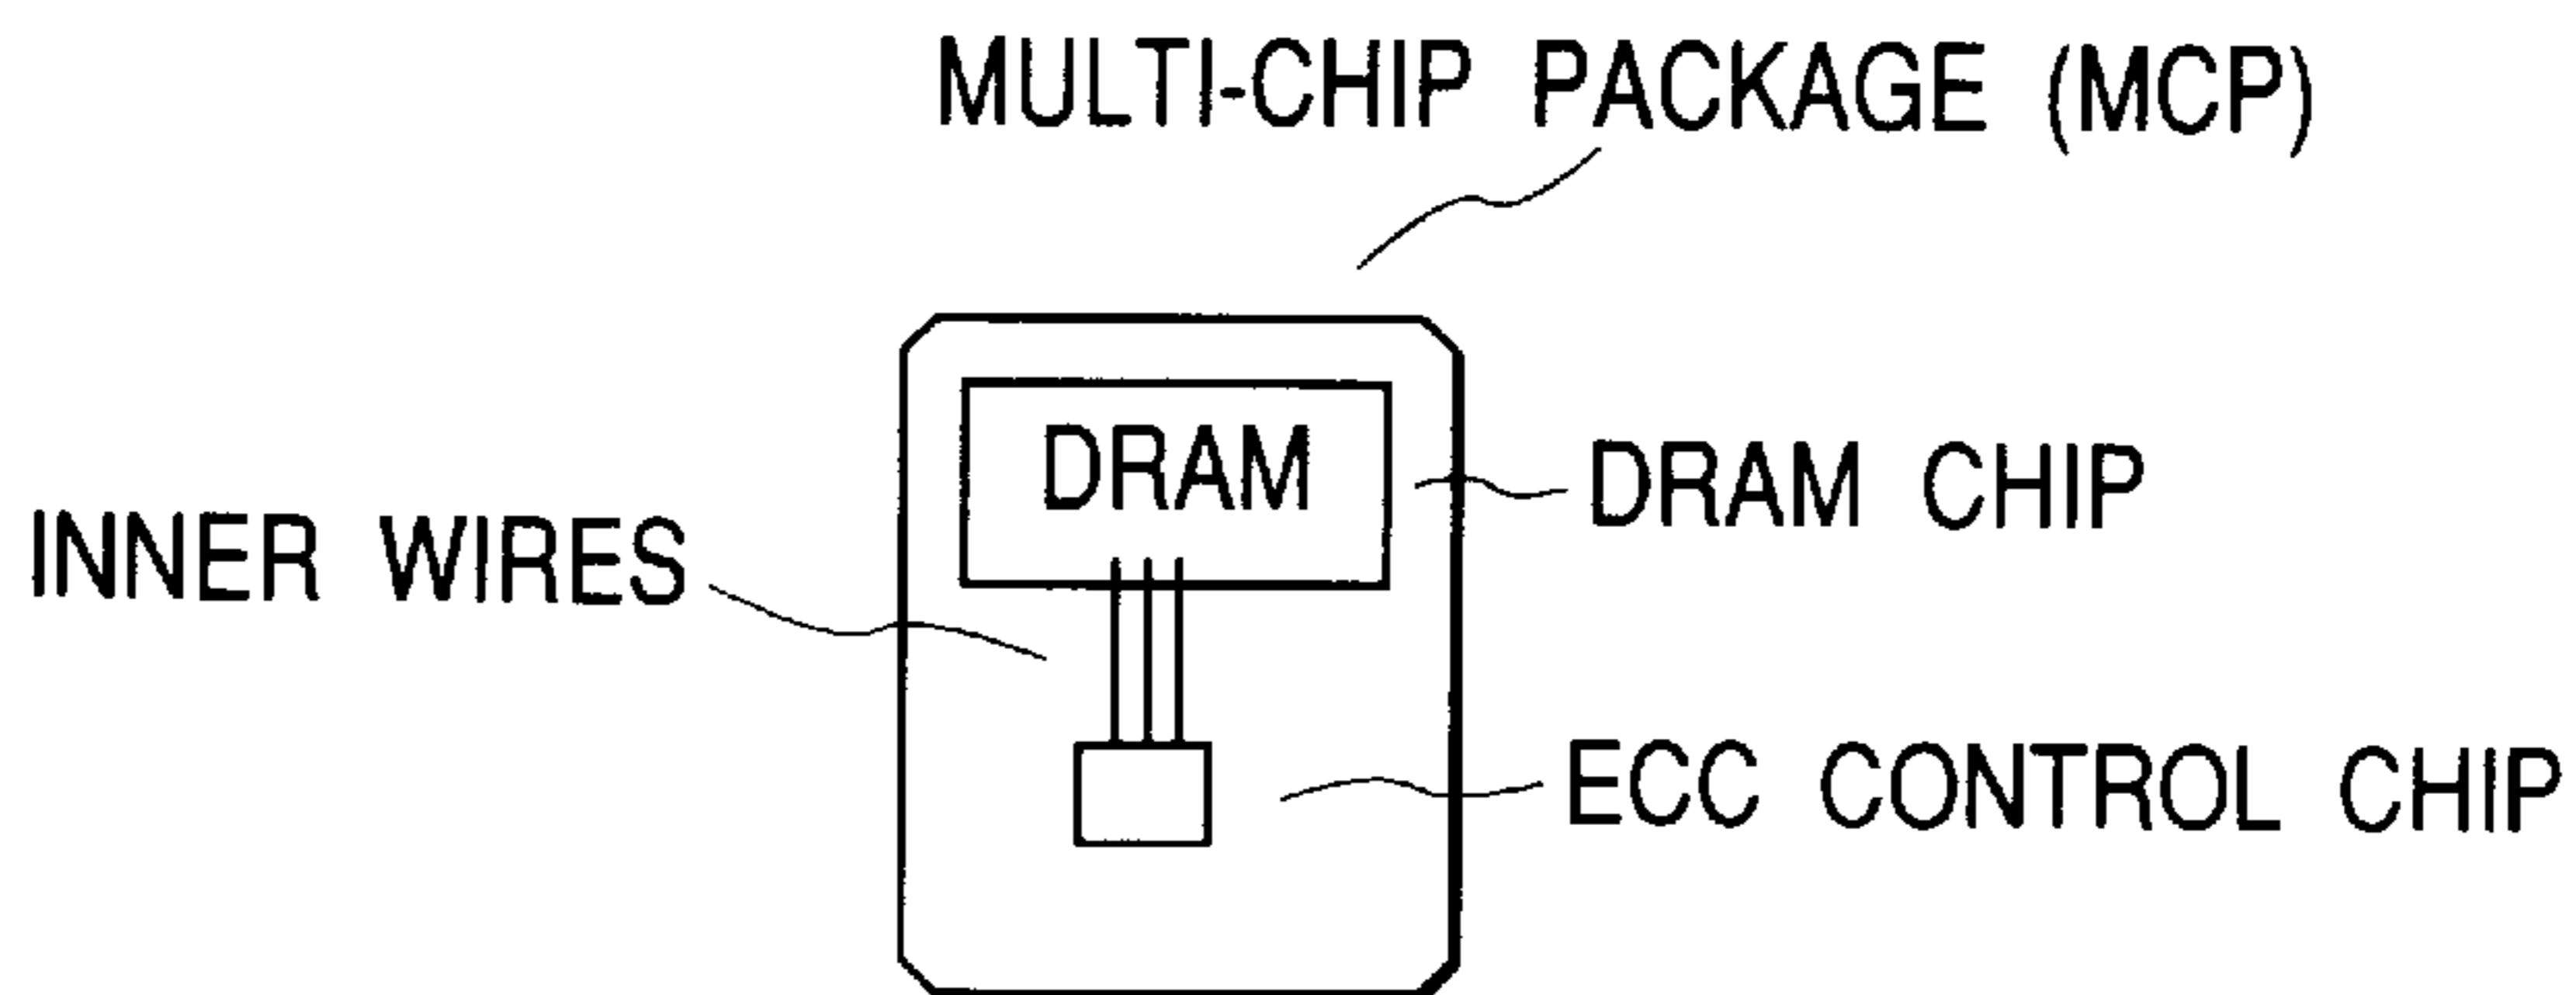 MULTI-CHIP PACKAGE (MCP)
DRAM
DRAM CHIP
INNER WIRES
ECC CONTROL CHIP